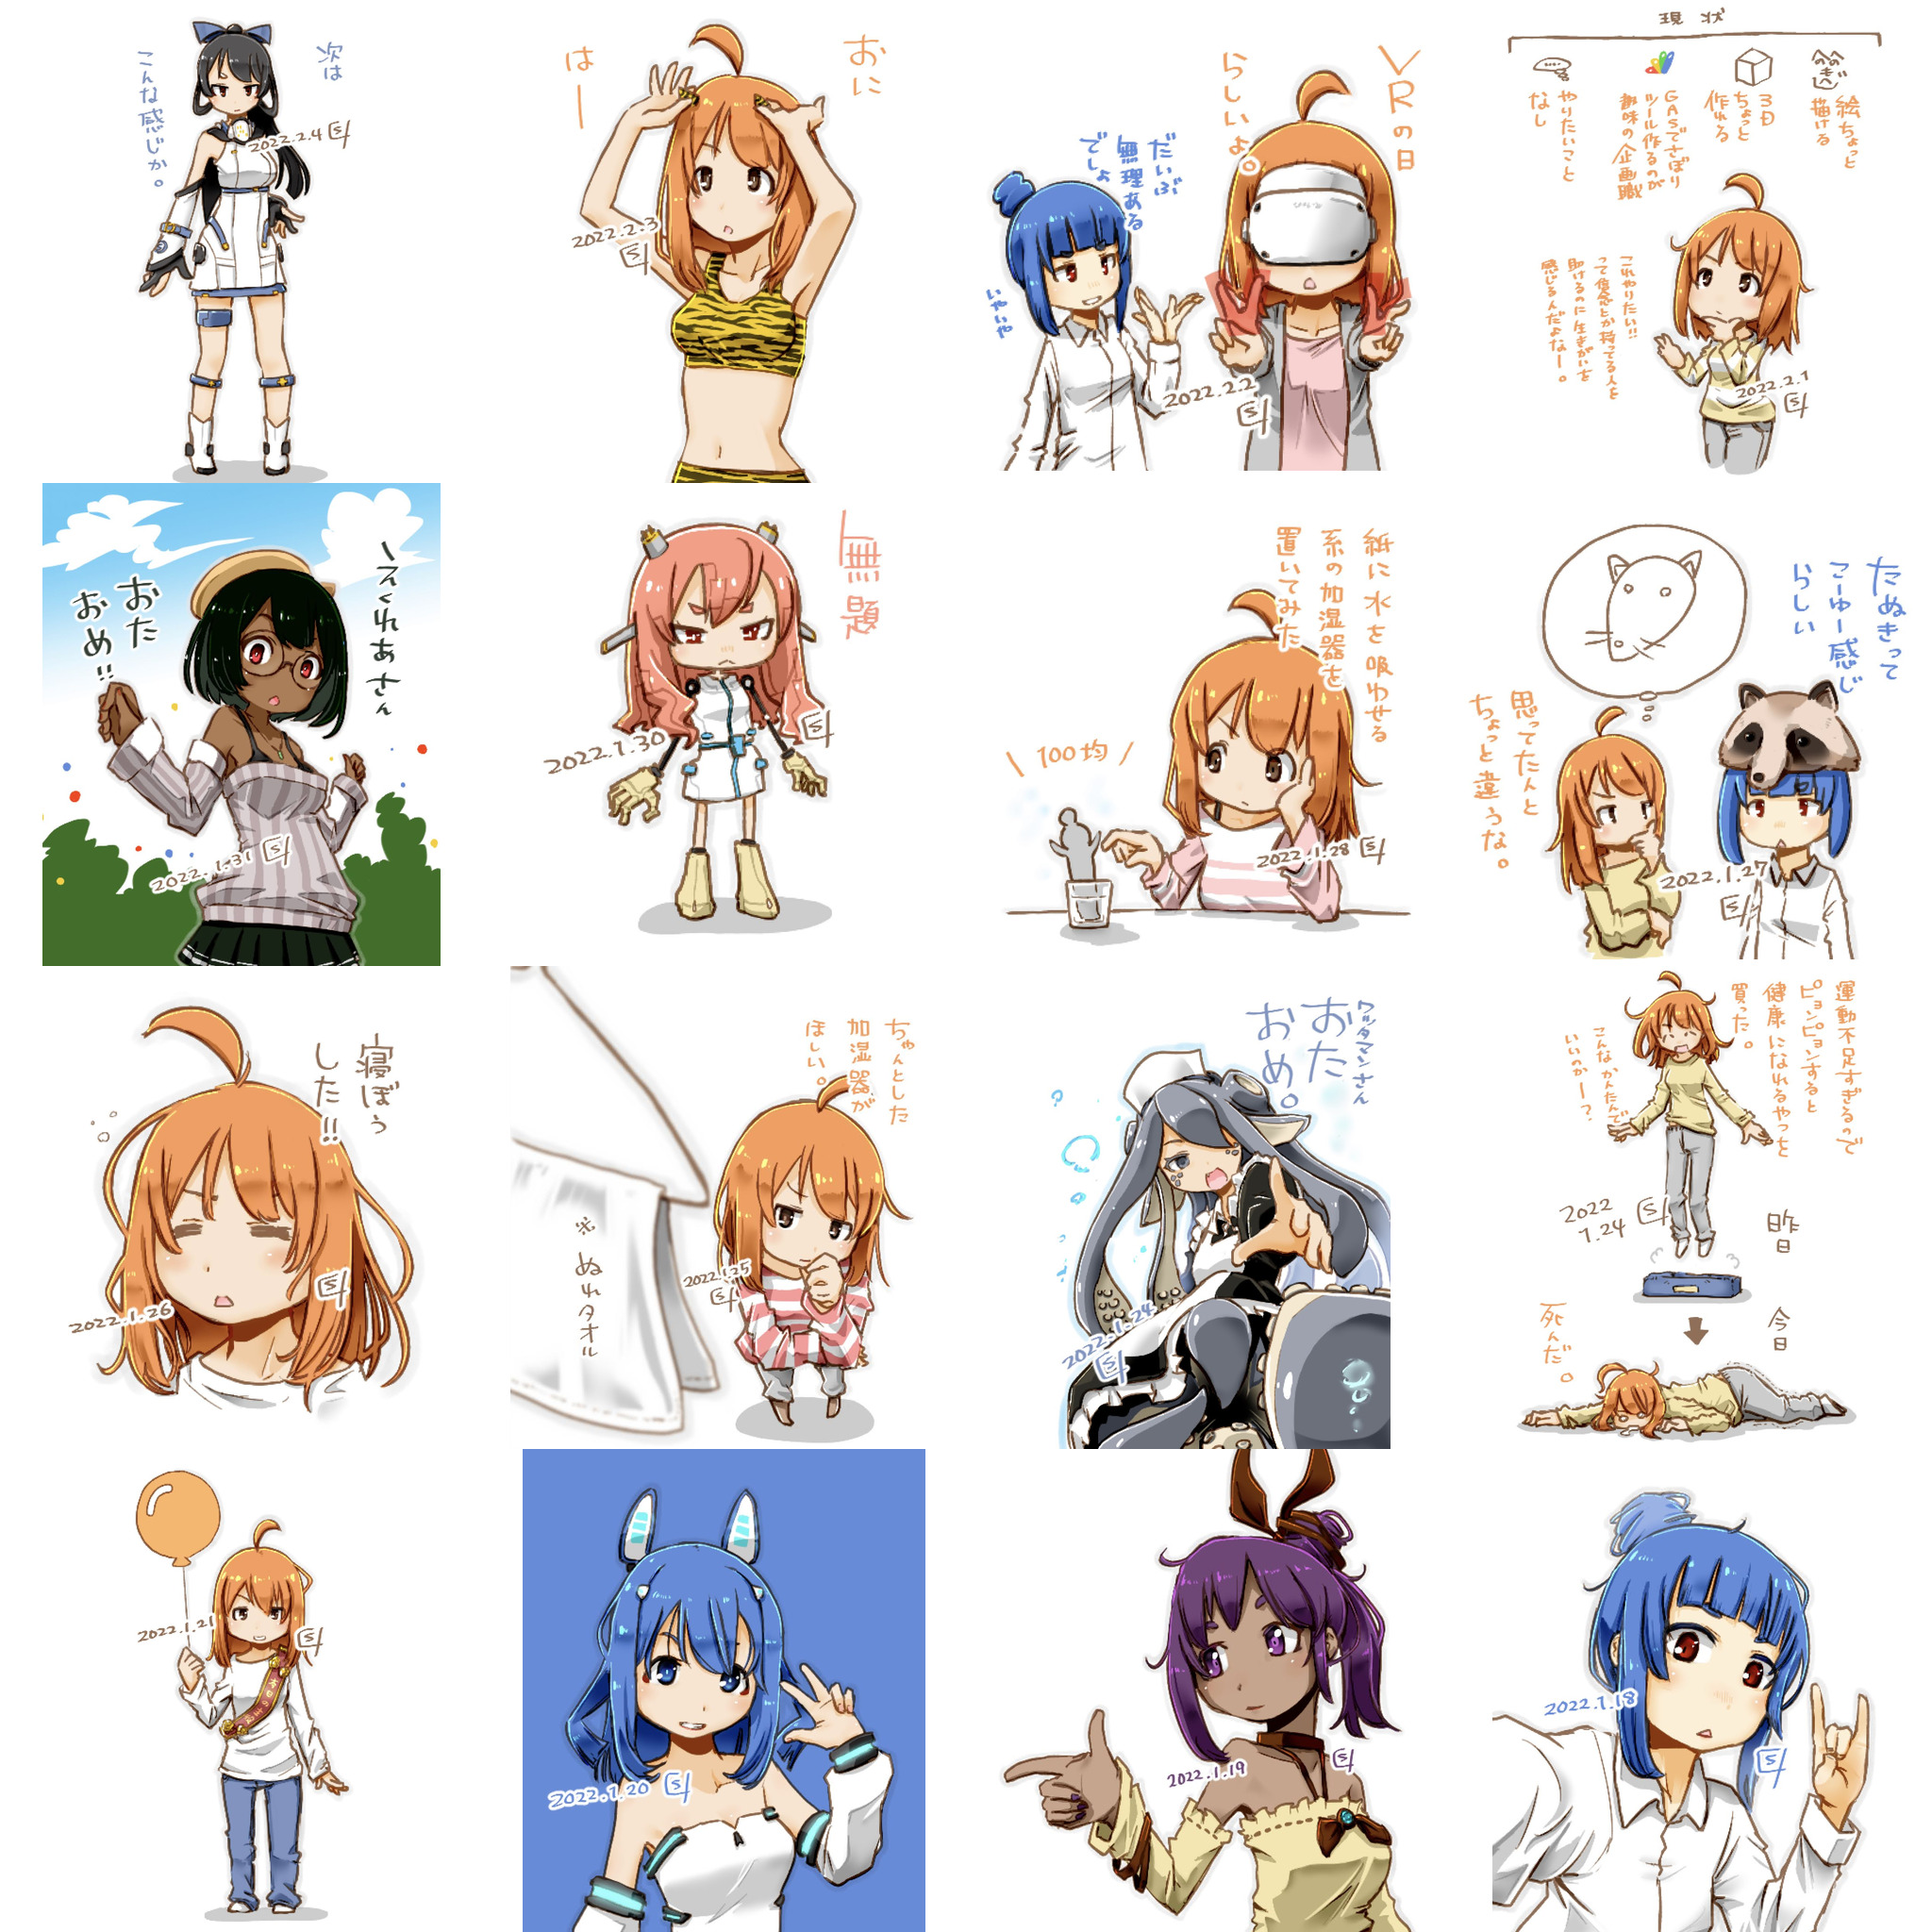 次は
こんな感じか。
2022.2.4
おに
はー
2022.2.3
VRの日
らしいよ。
だいぶ
無理ある
でしょ
いやいや
2022.2.2
現状
絵ちょっと
描ける
3D
ちょっと
作れる
GASでさぼり
ツール作るのが
趣味の企画職
やりたいこと
なし
これやりたい!!
って信念とか持ってる人を
助けるのに生きがいを
感じるんだよなー。
2022.2.1
えくれあさん
おた
おめ!!
2022.1.31
無題
2022.1.30
紙に水を吸わせる
系の加湿器を
置いてみた
\ 100均 /
2022.1.28
たぬきって
こーゆー感じ
らしい
思ってたんと
ちょっと違うな。
2022.1.27
寝ぼう
した!!
2022.1.26
ちゃんとした
加湿器が
ほしい。
※ぬれタオル
2022.1.25
ワッタマンさん
おた
おめ。
2022.1.24
運動不足すぎるので
ピョンピョンすると
健康になれるやつを
買った。
こんなかんたんで
いいのかー?
2022
1.24
昨日
今日
死んだ。
2022.1.21
2022.1.20
2022.1.19
2022.1.18